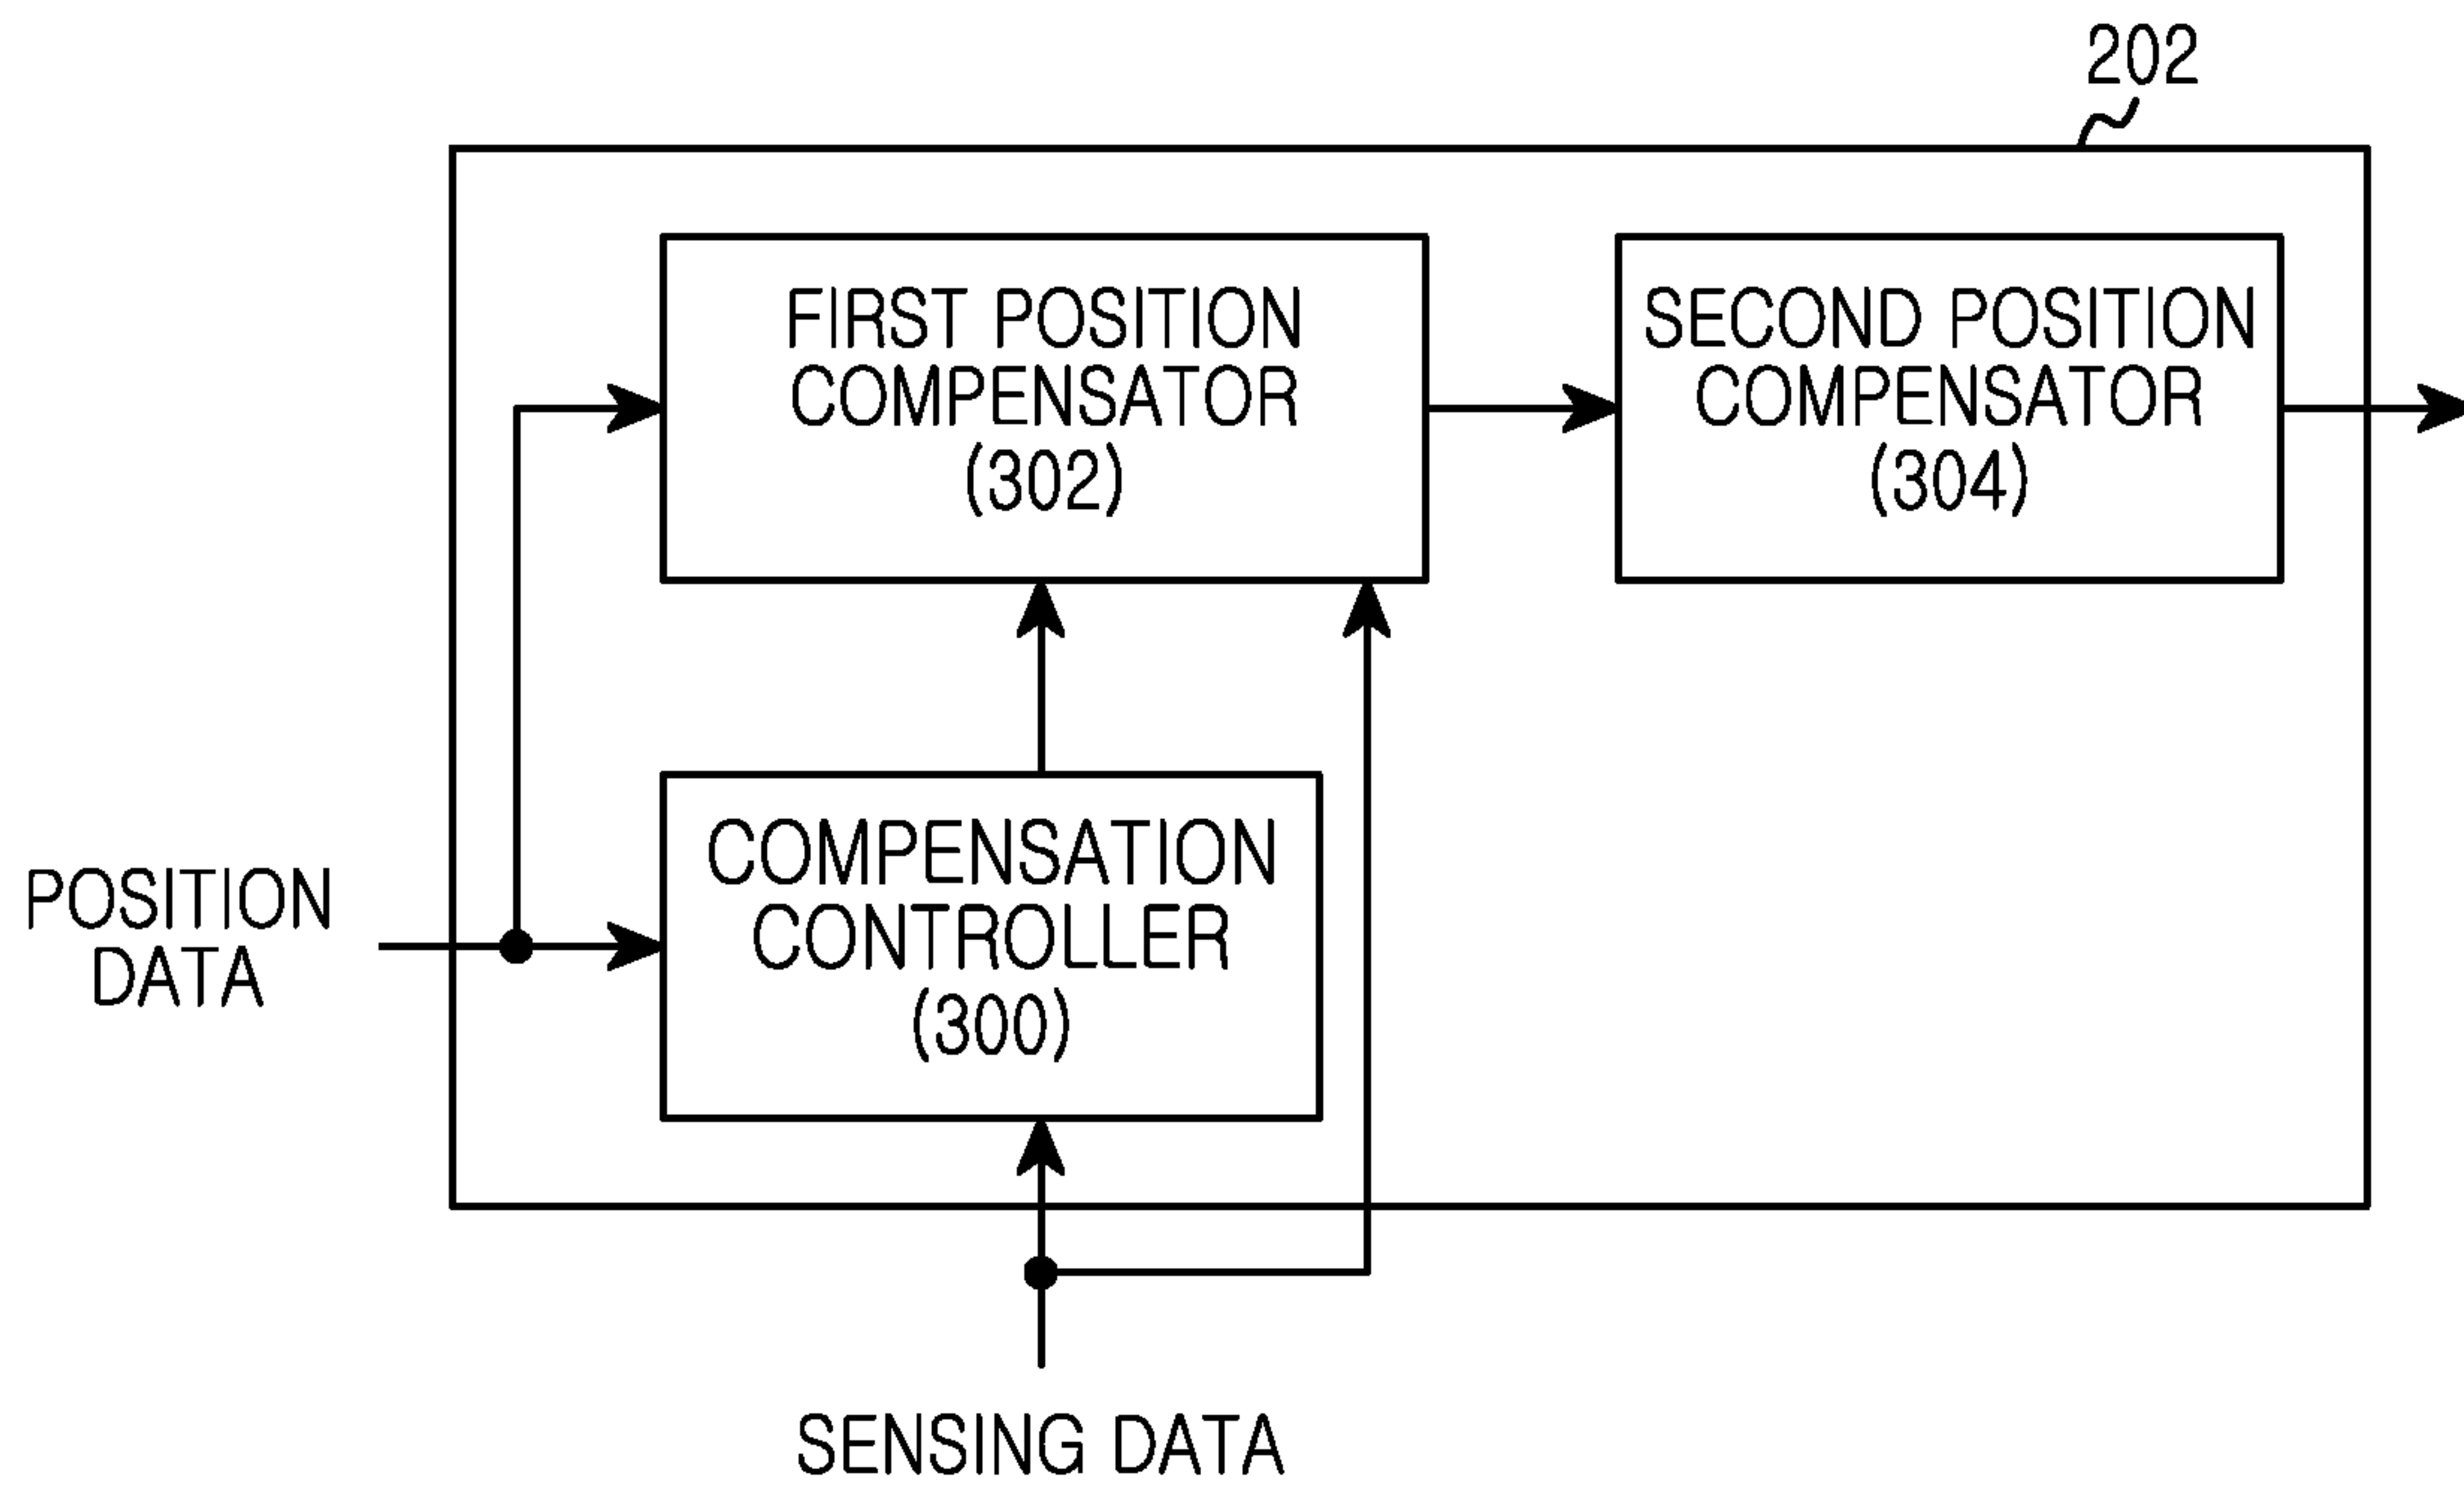 202
FIRST POSITION
COMPENSATOR
(302)
SECOND POSITION
COMPENSATOR
(304)
COMPENSATION
CONTROLLER
(300)
POSITION
DATA
SENSING DATA